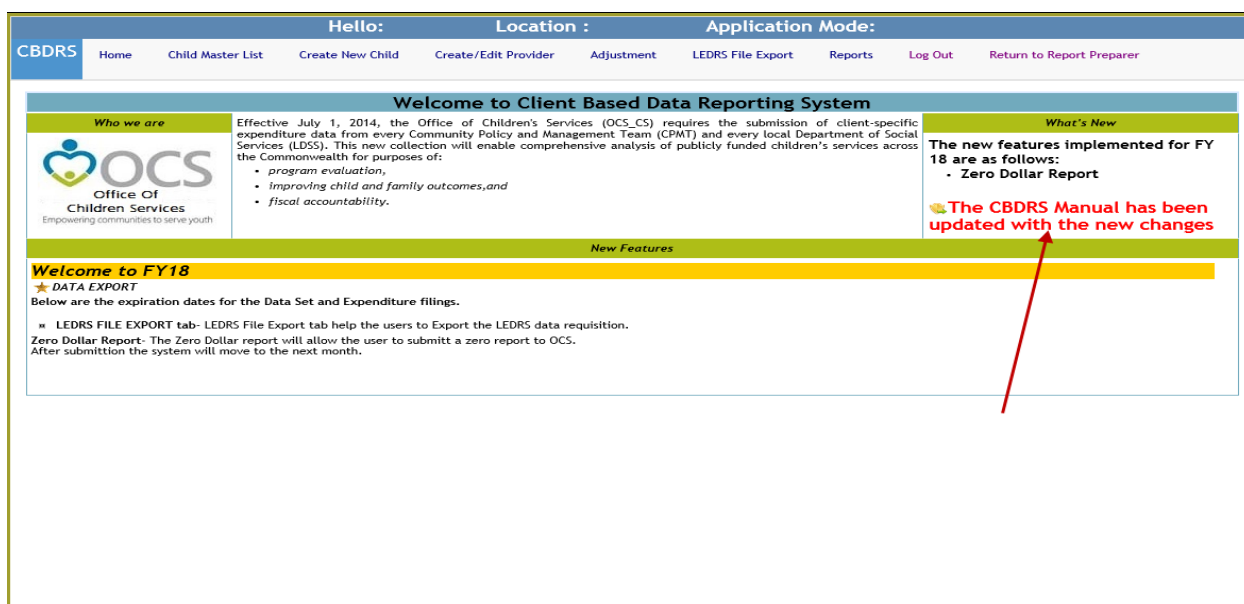 Hello: Location : Application Mode:
CBDRS Home Child Master List Create New Child Create/Edit Provider Adjustment LEDRS File Export Reports Log Out Return to Report Preparer
Welcome to Client Based Data Reporting System
Who we are
OCS
Office Of
Children Services
Empowering communities to serve youth
Effective July 1, 2014, the Office of Children's Services (OCS_CS) requires the submission of client-specific
expenditure data from every Community Policy and Management Team (CPMT) and every local Department of Social
Services (LDSS). This new collection will enable comprehensive analysis of publicly funded children's services across
the Commonwealth for purposes of:
• program evaluation,
• improving child and family outcomes,and
• fiscal accountability.
What's New
The new features implemented for FY
18 are as follows:
• Zero Dollar Report
The CBDRS Manual has been
updated with the new changes
New Features
Welcome to FY18
DATA EXPORT
Below are the expiration dates for the Data Set and Expenditure filings.
LEDRS FILE EXPORT tab- LEDRS File Export tab help the users to Export the LEDRS data requisition.
Zero Dollar Report- The Zero Dollar report will allow the user to submitt a zero report to OCS.
After submittion the system will move to the next month.